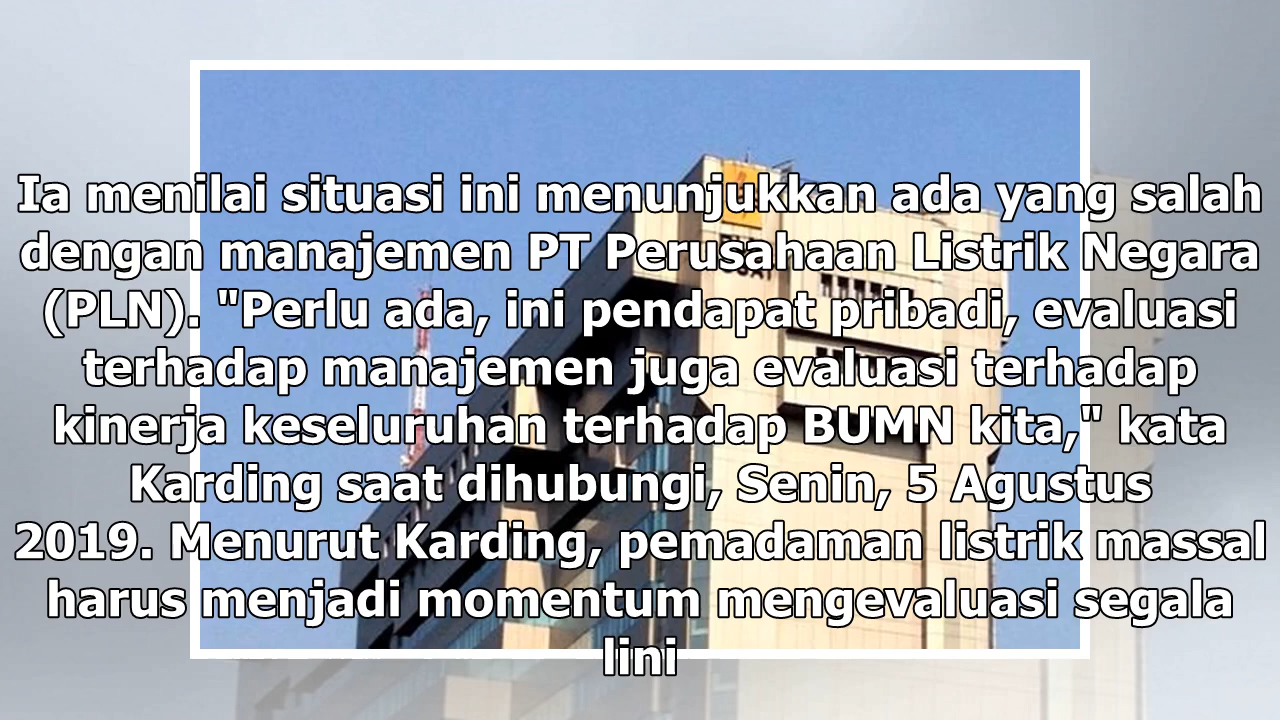 Ia menilai situasi ini menunjukkan ada yang salah
dengan manajemen PT Perusahaan Listrik Negara
(PLN). "Perlu ada, ini pendapat pribadi, evaluasi
terhadap manajemen juga evaluasi terhadap
kinerja keseluruhan terhadap BUMN kita," kata
Karding saat dihubungi, Senin, 5 Agustus
2019. Menurut Karding, pemadaman listrik massal
harus menjadi momentum mengevaluasi segala
lini